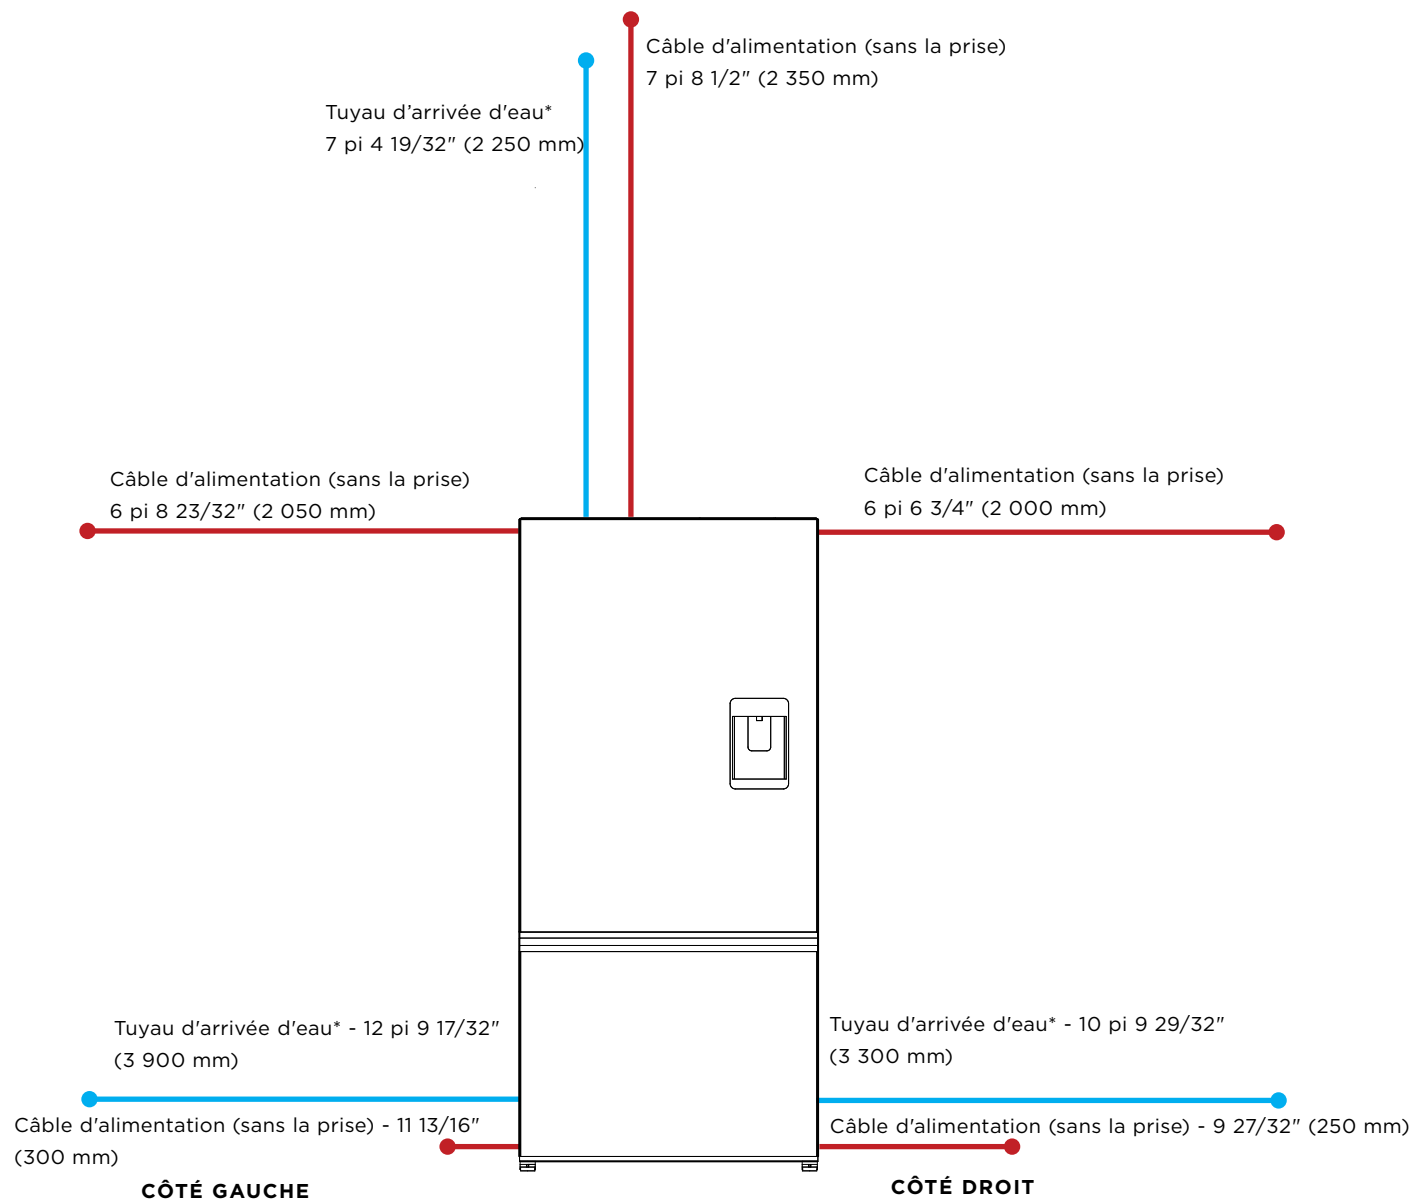 Câble d'alimentation (sans la prise)
7 pi 8 1/2" (2 350 mm)
Tuyau d’arrivée d'eau*
7 pi 4 19/32" (2 250 mm)
Câble d'alimentation (sans la prise)
6 pi 8 23/32" (2 050 mm)
Câble d'alimentation (sans la prise)
6 pi 6 3/4" (2 000 mm)
Tuyau d'arrivée d'eau* - 12 pi 9 17/32"
(3 900 mm)
Tuyau d'arrivée d'eau* - 10 pi 9 29/32"
(3 300 mm)
Câble d'alimentation (sans la prise) - 11 13/16"
(300 mm)
Câble d'alimentation (sans la prise) - 9 27/32" (250 mm)
CÔTÉ GAUCHE
CÔTÉ DROIT